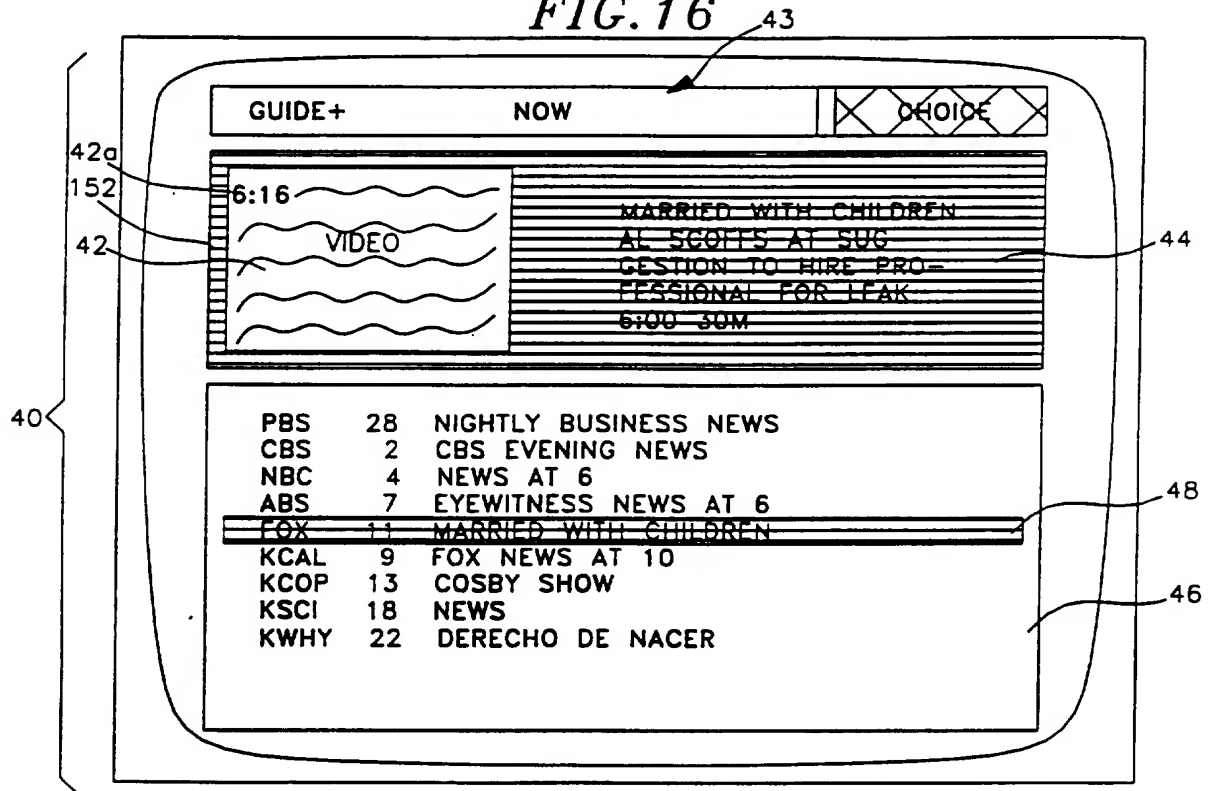 FIG. 16
43
GUIDE+ NOW CHOICE
42a
152
6:16
42
VIDEO
MARRIED WITH CHILDREN
AL SCOFFS AT SUG
GESTION TO HIRE PRO-
FESSIONAL FOR LEAK
6:00 30M
44
40
PBS 28 NIGHTLY BUSINESS NEWS
CBS 2 CBS EVENING NEWS
NBC 4 NEWS AT 6
ABS 7 EYEWITNESS NEWS AT 6
48
FOX 11 MARRIED WITH CHILDREN
KCAL 9 FOX NEWS AT 10
KCOP 13 COSBY SHOW
KSCI 18 NEWS
46
KWHY 22 DERECHO DE NACER